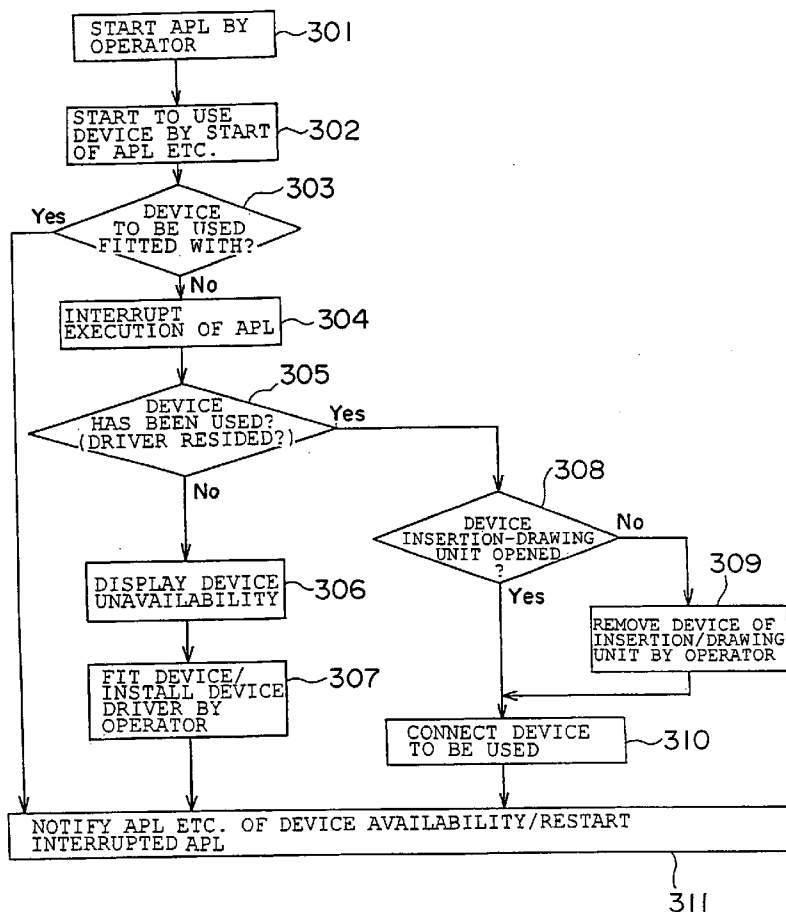 START APL BY
OPERATOR
301
START TO USE
DEVICE BY START
OF APL ETC.
302
303
Yes
DEVICE
TO BE USED
FITTED WITH?
No
INTERRUPT
EXECUTION OF APL
304
305
DEVICE
HAS BEEN USED?
(DRIVER RESIDED?)
Yes
No
308
DEVICE
INSERTION-DRAWING
UNIT OPENED
?
No
Yes
DISPLAY DEVICE
UNAVAILABILITY
306
309
REMOVE DEVICE OF
INSERTION/DRAWING
UNIT BY OPERATOR
FIT DEVICE/
INSTALL DEVICE
DRIVER BY
OPERATOR
307
CONNECT DEVICE
TO BE USED
310
NOTIFY APL ETC. OF DEVICE AVAILABILITY/RESTART
INTERRUPTED APL
311